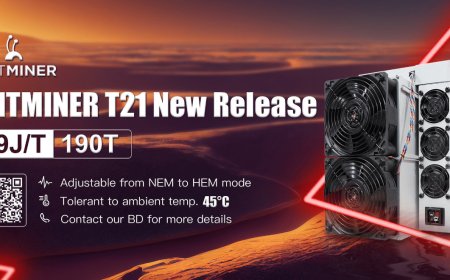 TMINER
ITMINER T21 New Release
9J/T 190T
Adjustable from NEM to HEM mode
Tolerant to ambient temp. 45°C
Contact our BD for more details